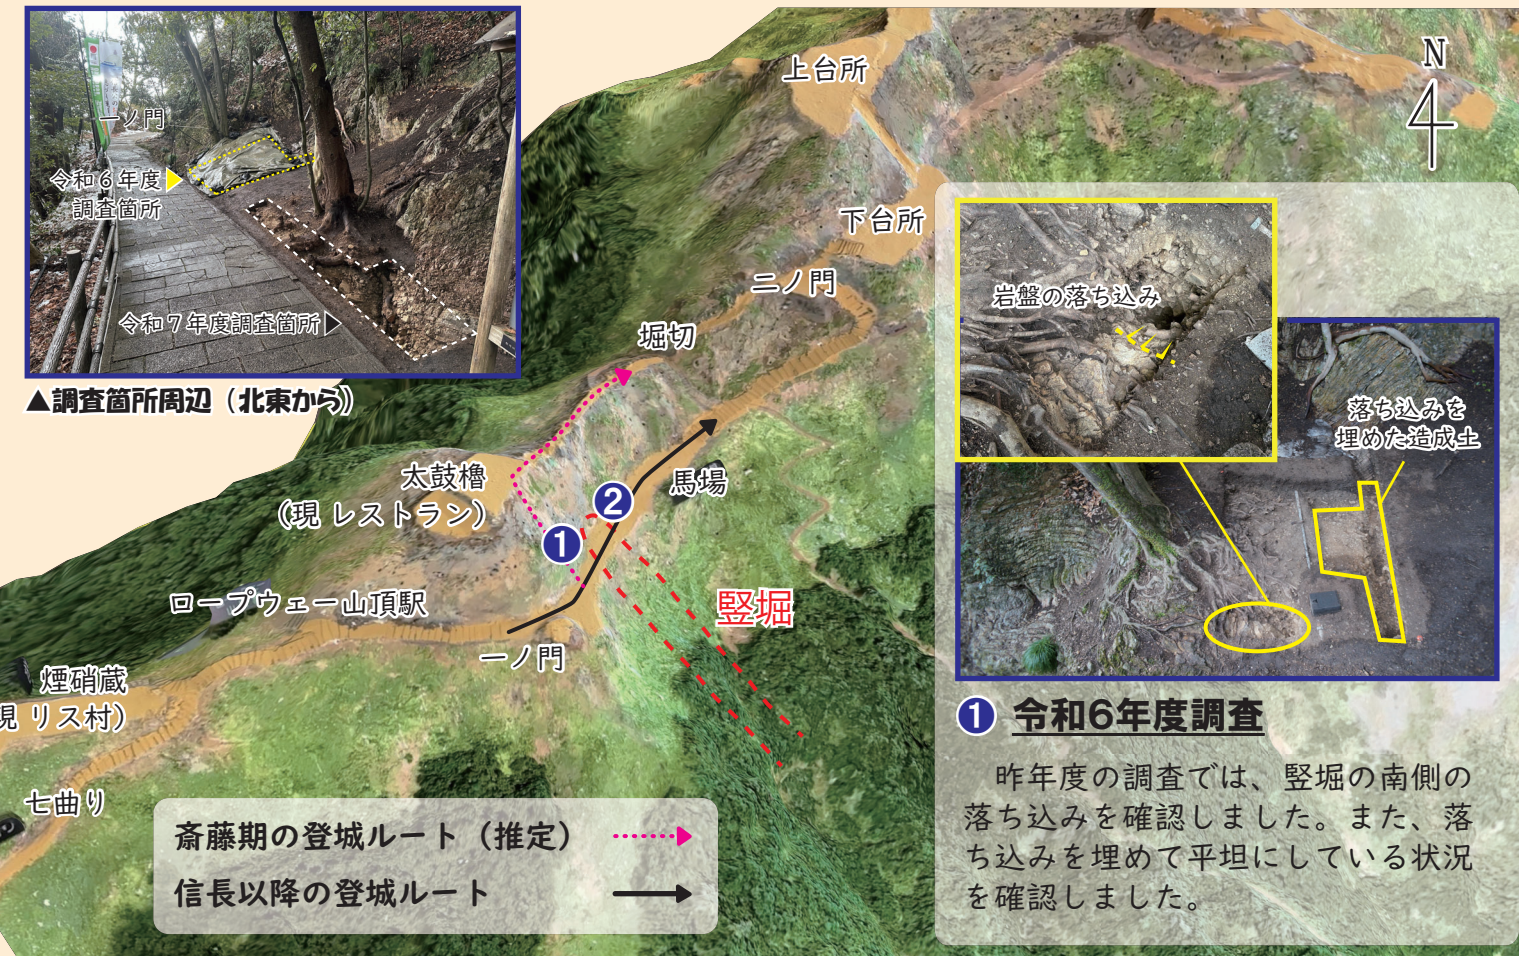 一ノ門
令和6年度
調査箇所
令和7年度調査箇所
▲調査箇所周辺（北東から）
上台所
N
下台所
二ノ門
堀切
太鼓櫓
（現 レストラン）
馬場
2
1
竪堀
ロープウェー山頂駅
一ノ門
煙硝蔵
現 リス村）
七曲り
斎藤期の登城ルート（推定）
信長以降の登城ルート
岩盤の落ち込み
落ち込みを
埋めた造成土
1 令和6年度調査
昨年度の調査では、竪堀の南側の
落ち込みを確認しました。また、落
ち込みを埋めて平坦にしている状況
を確認しました。